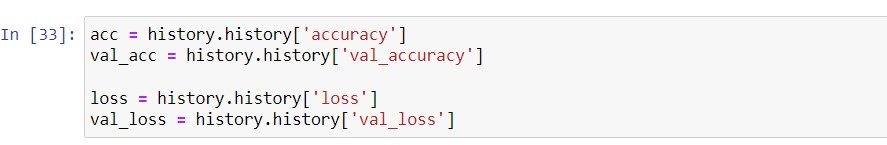 In [33]: acc = history.history['accuracy']
val_acc = history.history['val_accuracy']
loss = history.history['loss']
val_loss = history.history['val_loss']